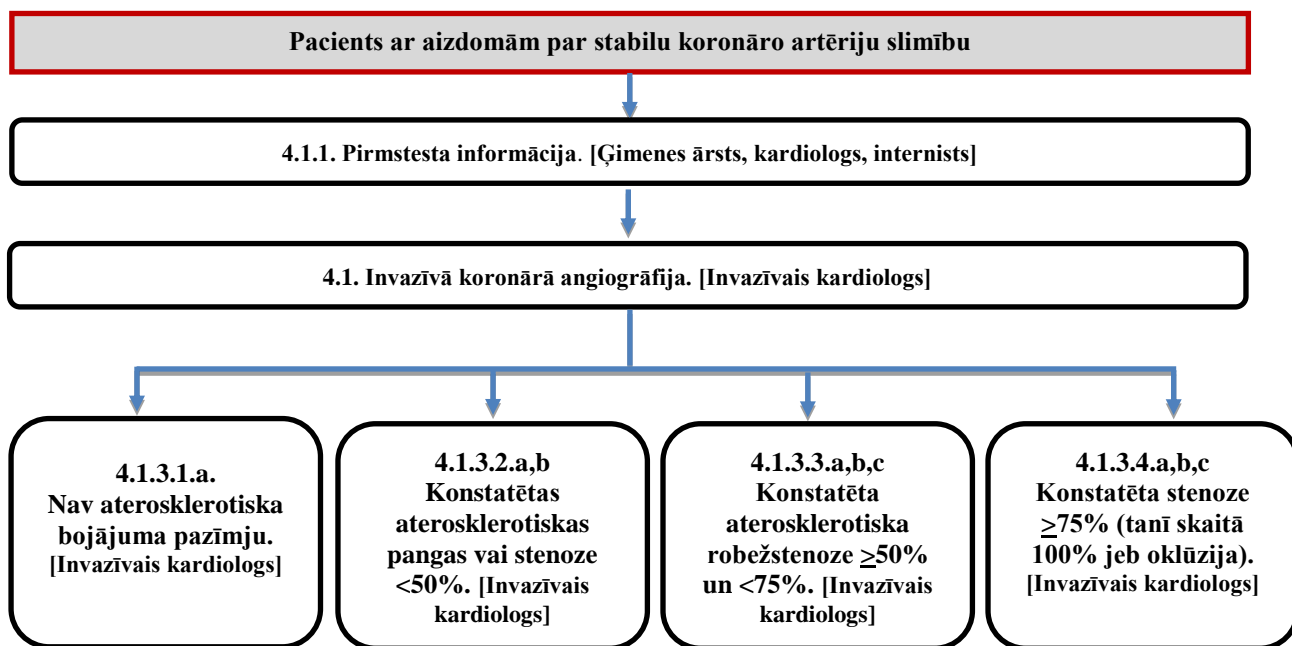 Pacients ar aizdomām par stabilu koronāro artēriju slimību
4.1.1. Pirmstesta informācija. [Ģimenes ārsts, kardiologs, internists]
4.1. Invazīvā koronārā angiogrāfija. [Invazīvais kardiologs]
4.1.3.1.a.
Nav aterosklerotiska
bojājuma pazīmju.
[Invazīvais kardiologs]
4.1.3.2.a,b
Konstatētas
aterosklerotiskas
pangas vai stenoze
<50%. [Invazīvais
kardiologs]
4.1.3.3.a,b,c
Konstatēta
aterosklerotiska
robežstenoze ≥50%
un <75%. [Invazīvais
kardiologs]
4.1.3.4.a,b,c
Konstatēta stenoze
≥75% (tanī skaitā
100% jeb oklūzija).
[Invazīvais kardiologs]